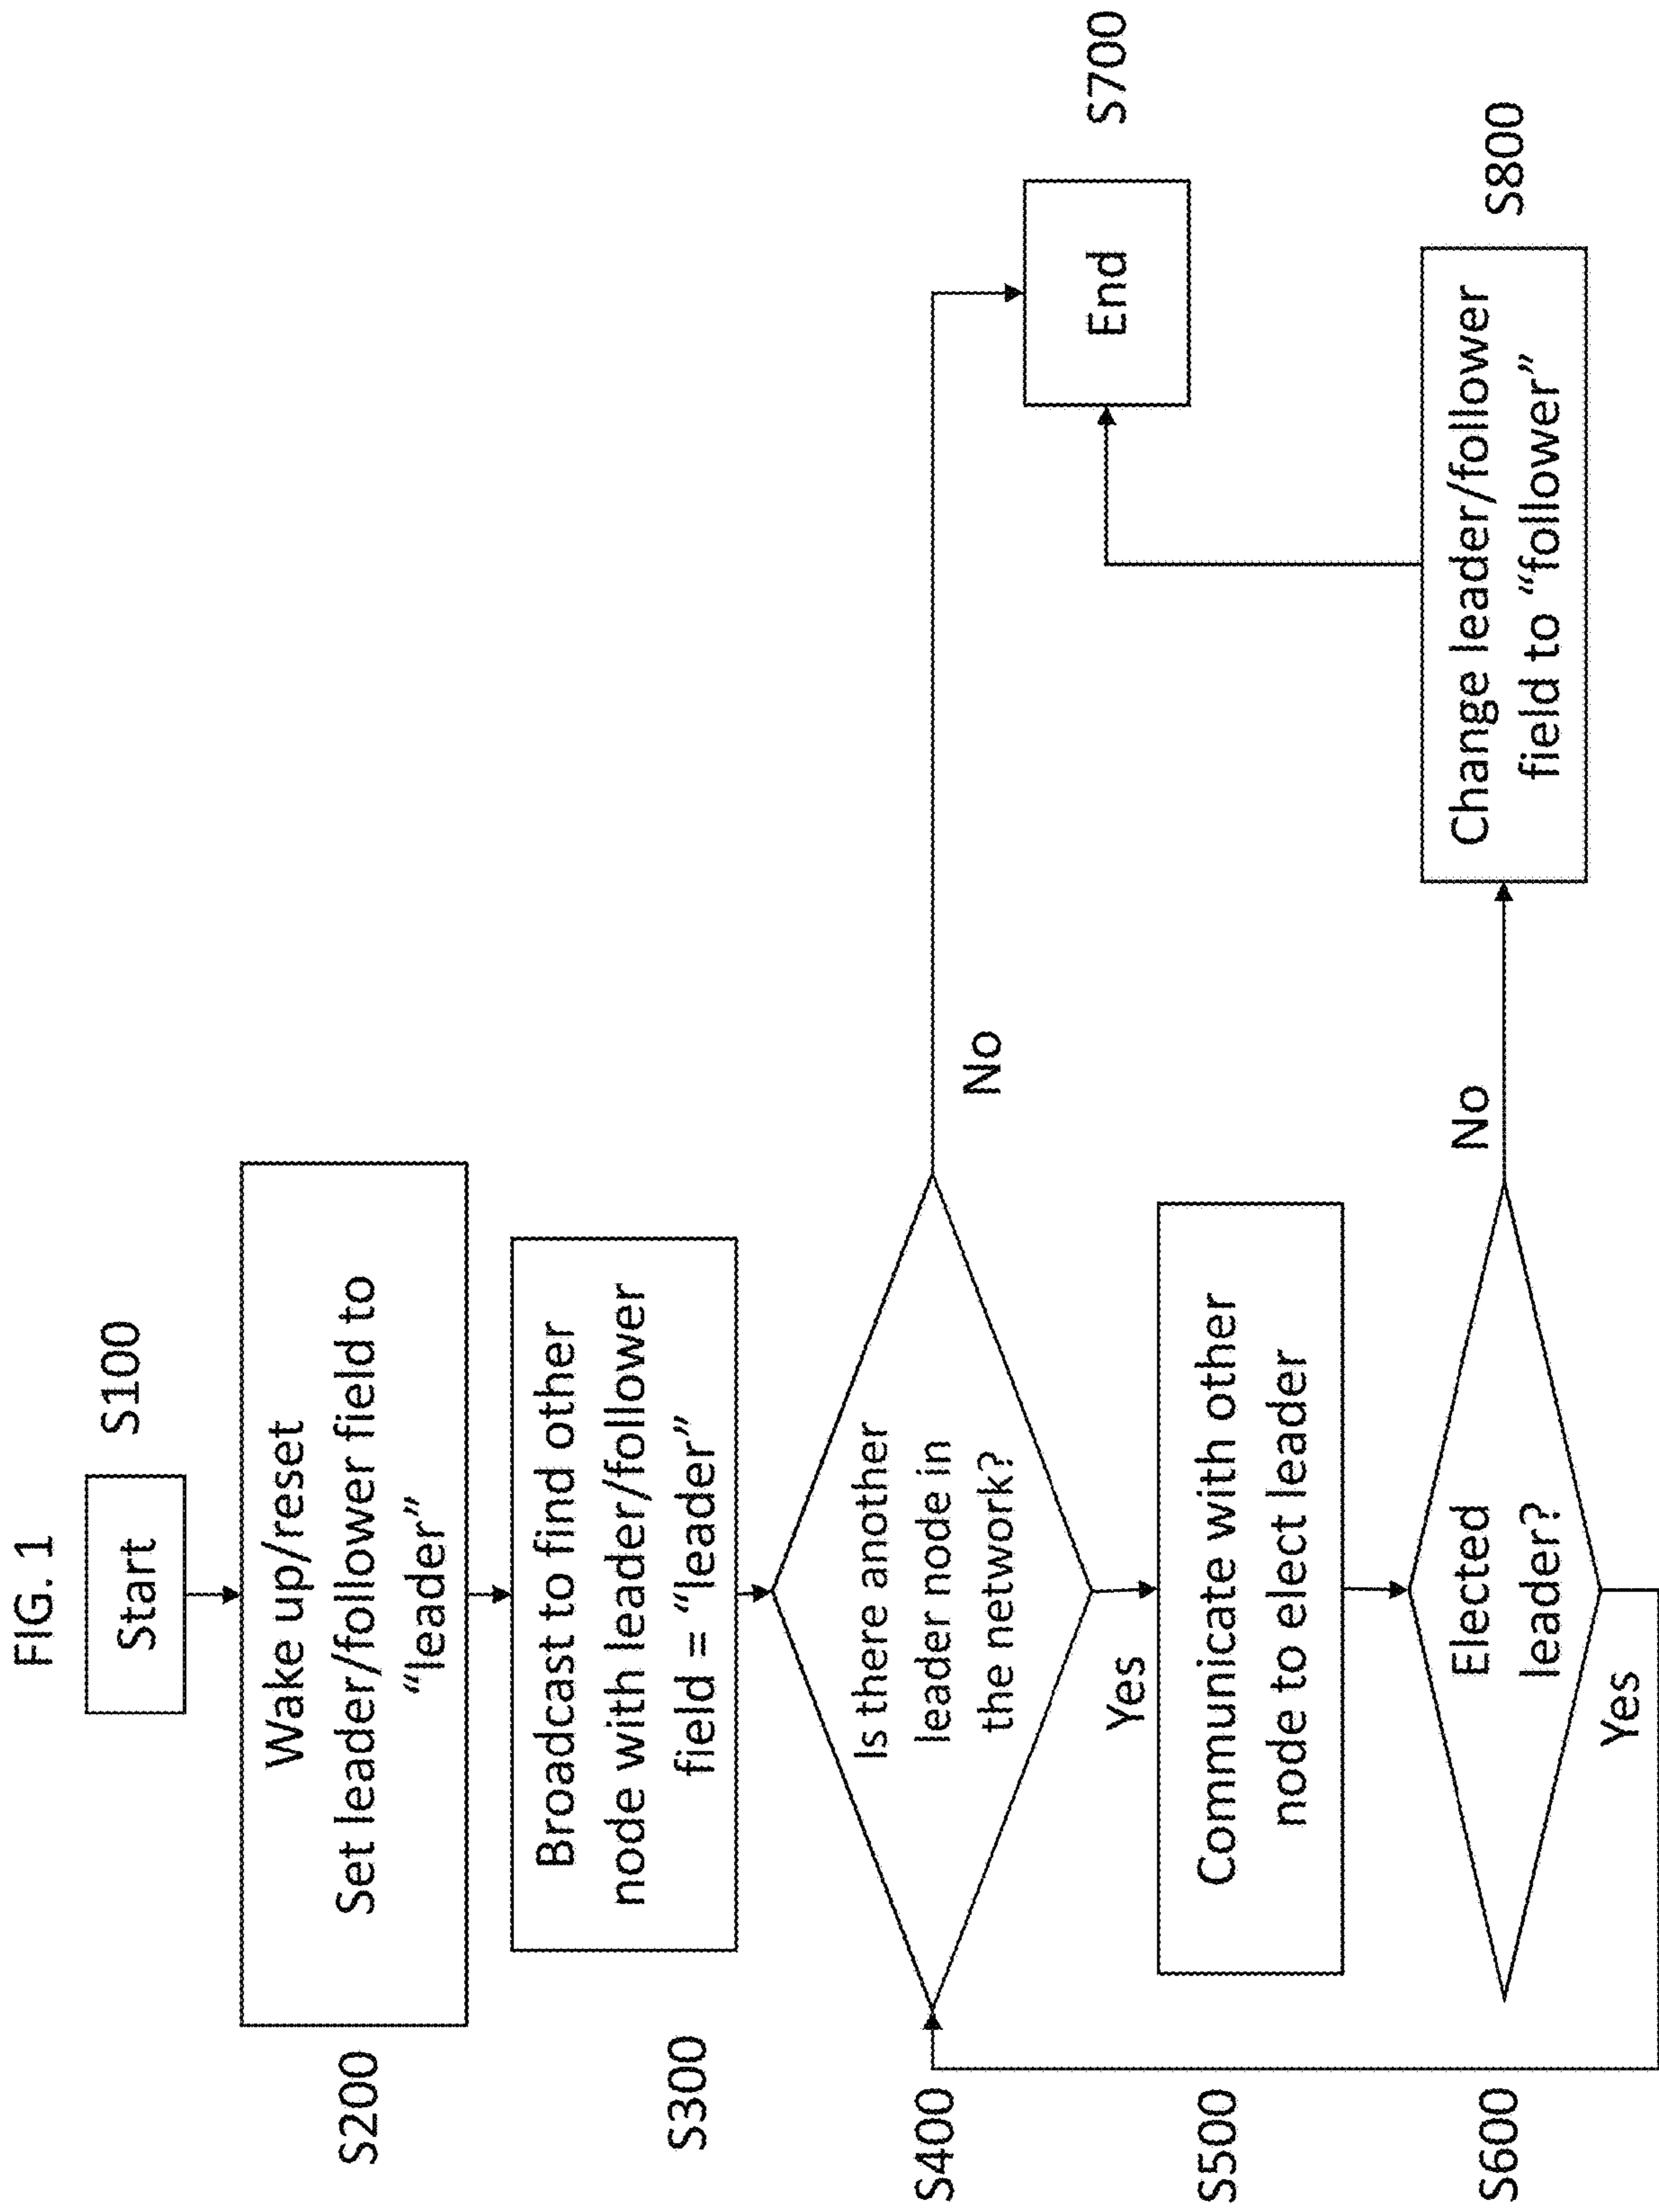 FIG. 1
Start
S100
Wake up/reset
Set leader/follower field to
“leader”
S200
Broadcast to find other
node with leader/follower
field = “leader”
S300
Is there another
leader node in
the network?
S400
No
Yes
End
S700
Communicate with other
node to elect leader
S500
Elected
leader?
S600
No
Yes
Change leader/follower
field to “follower”
S800